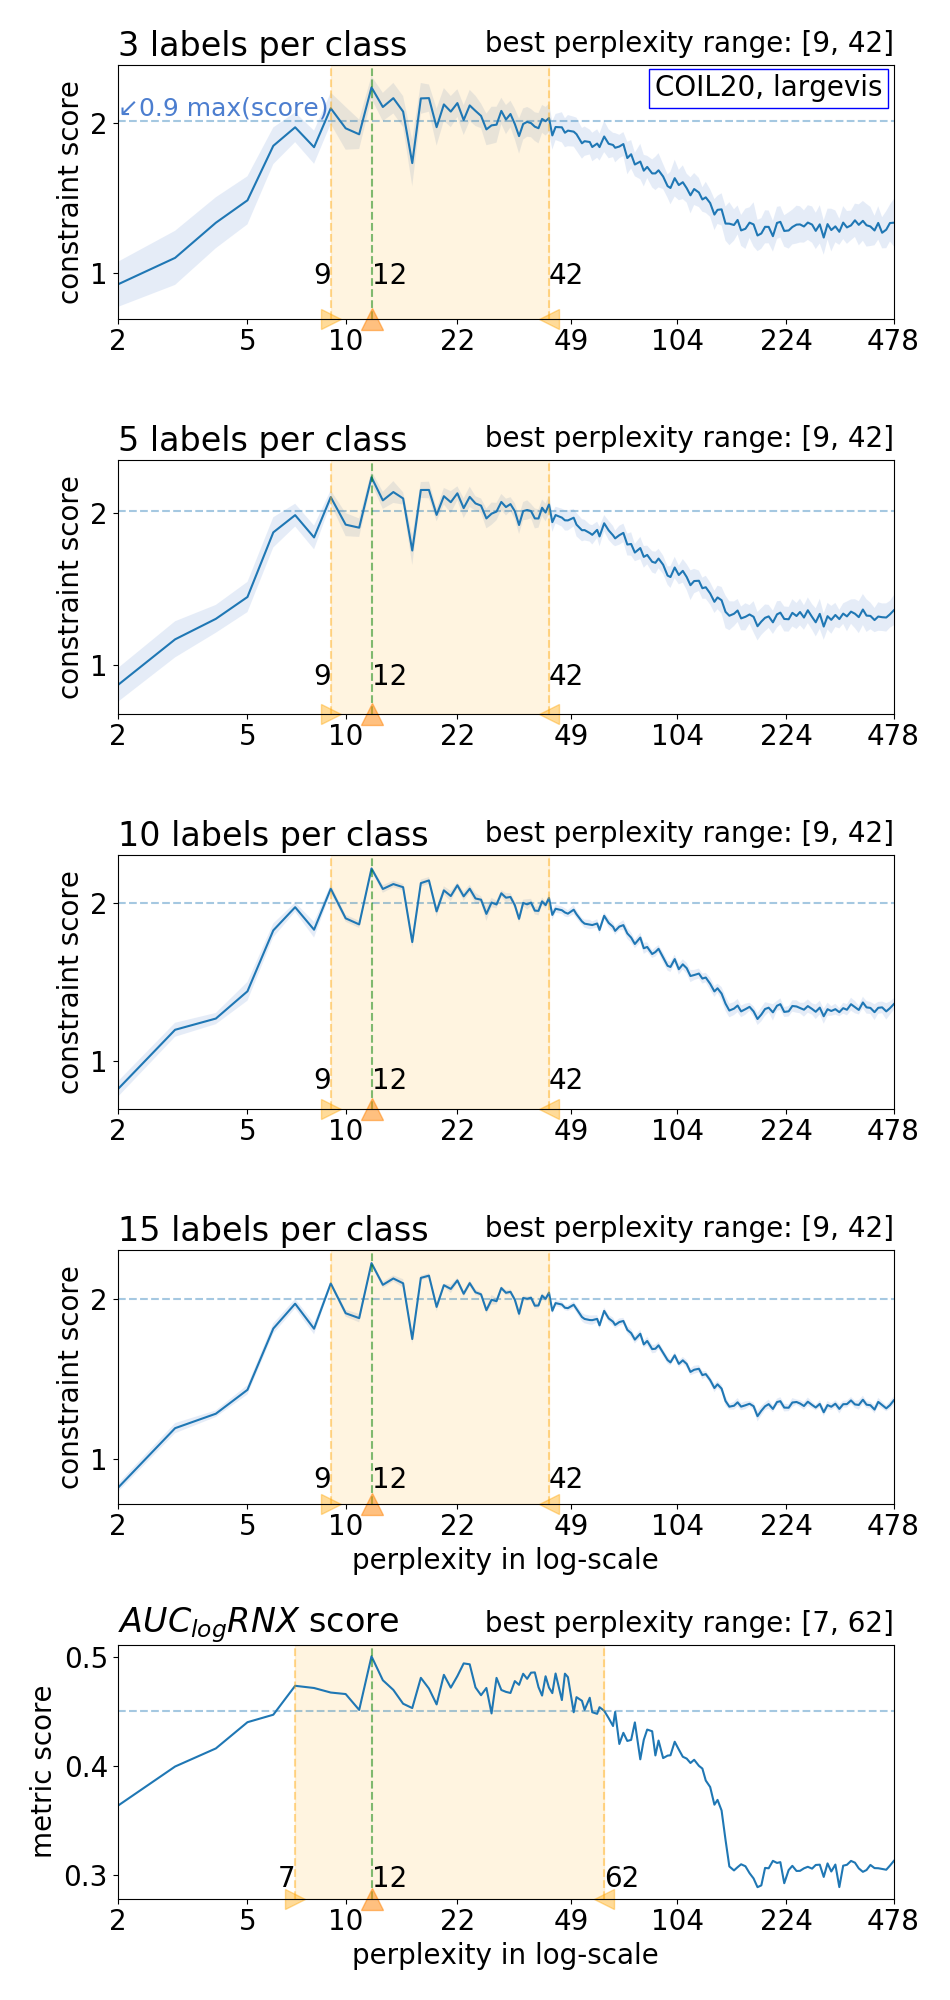 3 labels per class best perplexity range: [9, 42]
COIL20, largevis
↙0.9 max(score)
constraint score
2
1
9 12 42
2 5 10 22 49 104 224 478
5 labels per class best perplexity range: [9, 42]
constraint score
2
1
9 12 42
2 5 10 22 49 104 224 478
10 labels per class best perplexity range: [9, 42]
constraint score
2
1
9 12 42
2 5 10 22 49 104 224 478
15 labels per class best perplexity range: [9, 42]
constraint score
2
1
9 12 42
2 5 10 22 49 104 224 478
perplexity in log-scale
AUC_{log}RNX score best perplexity range: [7, 62]
metric score
0.5
0.4
0.3
7 12 62
2 5 10 22 49 104 224 478
perplexity in log-scale